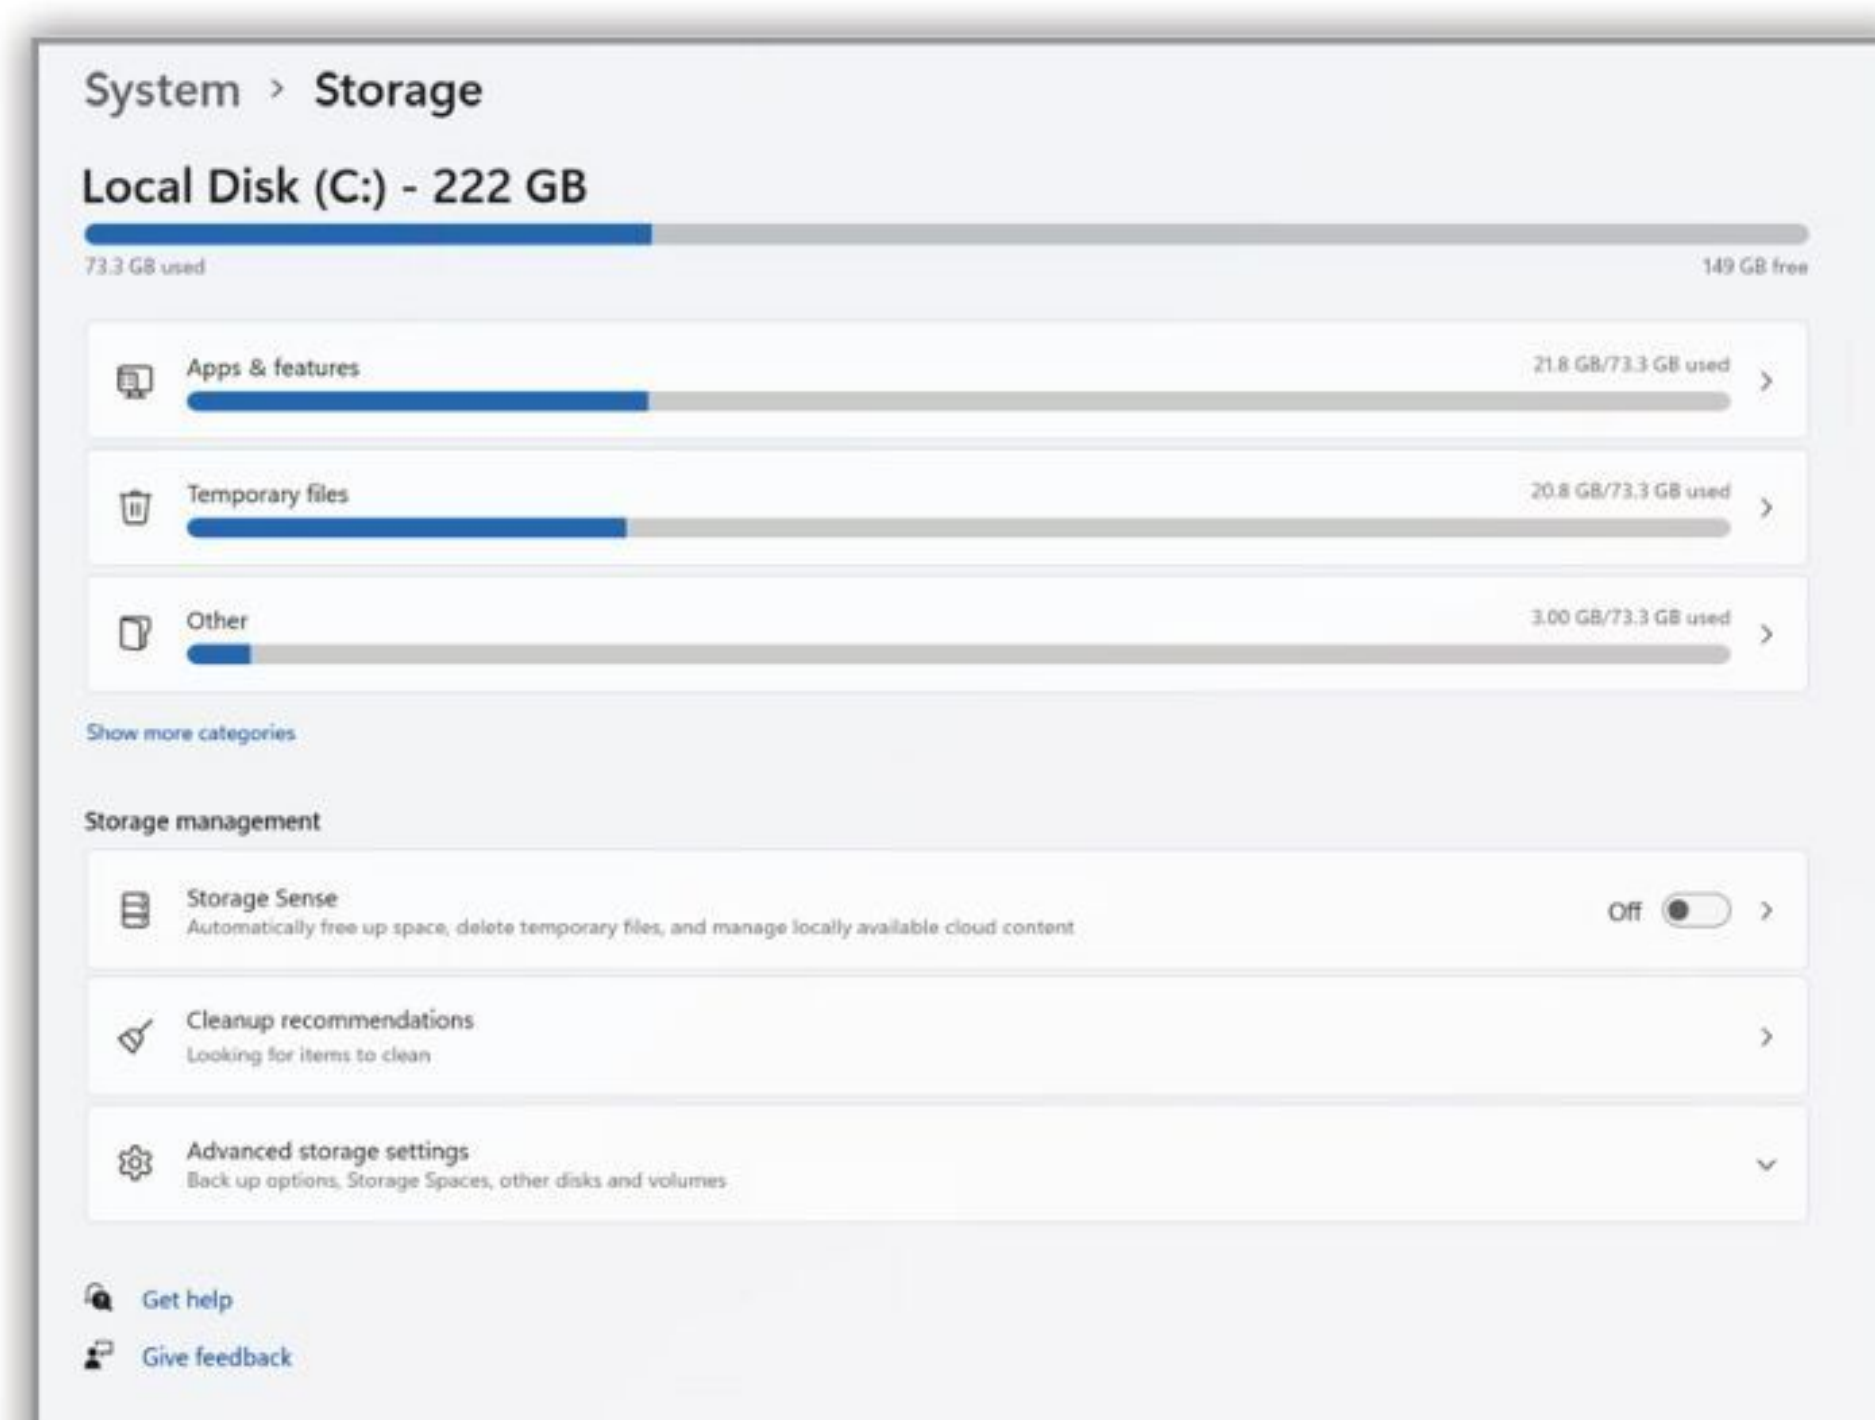 System > Storage
Local Disk (C:) - 222 GB
73.3 GB used
149 GB free
Apps & features
21.8 GB/73.3 GB used
Temporary files
20.8 GB/73.3 GB used
Other
3.00 GB/73.3 GB used
Show more categories
Storage management
Storage Sense
Automatically free up space, delete temporary files, and manage locally available cloud content
Off
Cleanup recommendations
Looking for items to clean
Advanced storage settings
Back up options, Storage Spaces, other disks and volumes
Get help
Give feedback